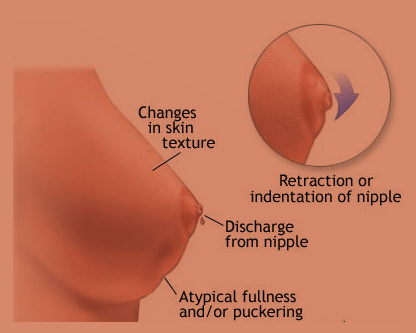 Changes
in skin
texture
Retraction or
indentation of nipple
Discharge
from nipple
Atypical fullness
and/or puckering